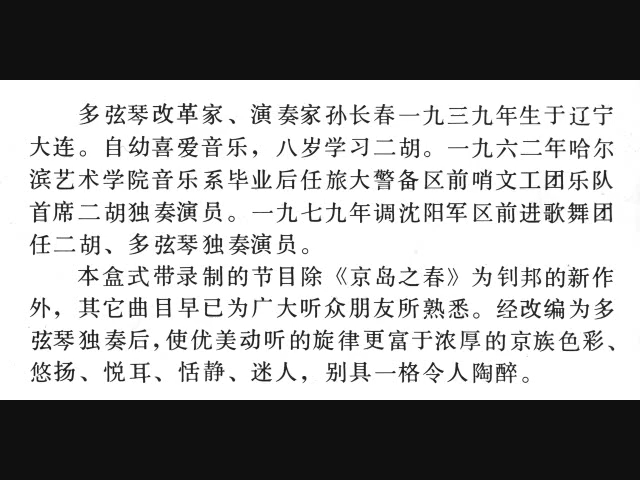 多弦琴改革家、演奏家孙长春一九三九年生于辽宁
大连。自幼喜爱音乐，八岁学习二胡。一九六二年哈尔
滨艺术学院音乐系毕业后任旅大警备区前哨文工团乐队
首席二胡独奏演员。一九七九年调沈阳军区前进歌舞团
任二胡、多弦琴独奏演员。
本盒式带录制的节目除《京岛之春》为钊邦的新作
外，其它曲目早已为广大听众朋友所熟悉。经改编为多
弦琴独奏后，使优美动听的旋律更富于浓厚的京族色彩、
悠扬、悦耳、恬静、迷人，别具一格令人陶醉。